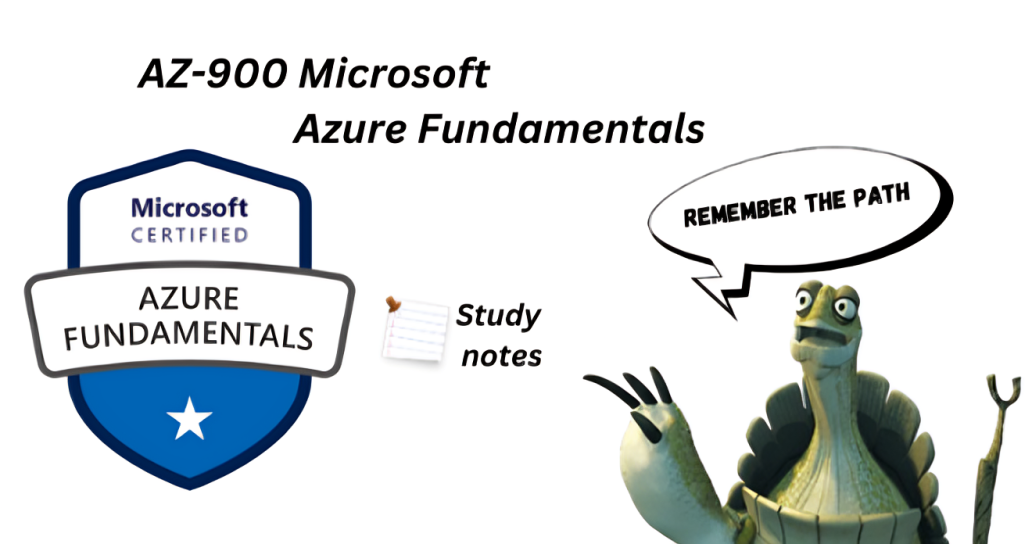 AZ-900 Microsoft
Azure Fundamentals
Microsoft
CERTIFIED
AZURE
FUNDAMENTALS
Study
notes
REMEMBER THE PATH